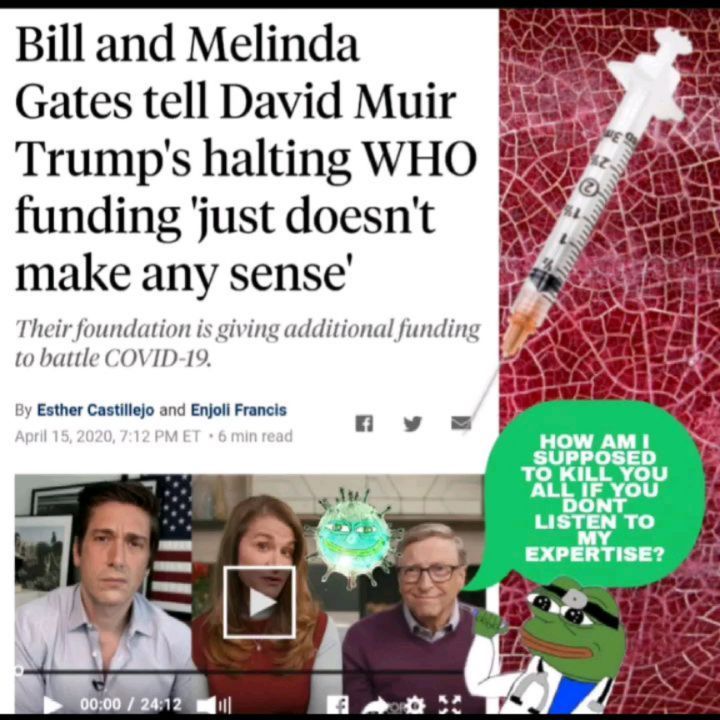 Bill and Melinda
Gates tell David Muir
Trump's halting WHO
funding 'just doesn't
make any sense'
Their foundation is giving additional funding
to battle COVID-19.
By Esther Castillejo and Enjoli Francis
April 15, 2020, 7:12 PM ET • 6 min read
HOW AM I
SUPPOSED
TO KILL YOU
ALL IF YOU
DONT
LISTEN TO
MY
EXPERTISE?
00:00 / 24:12